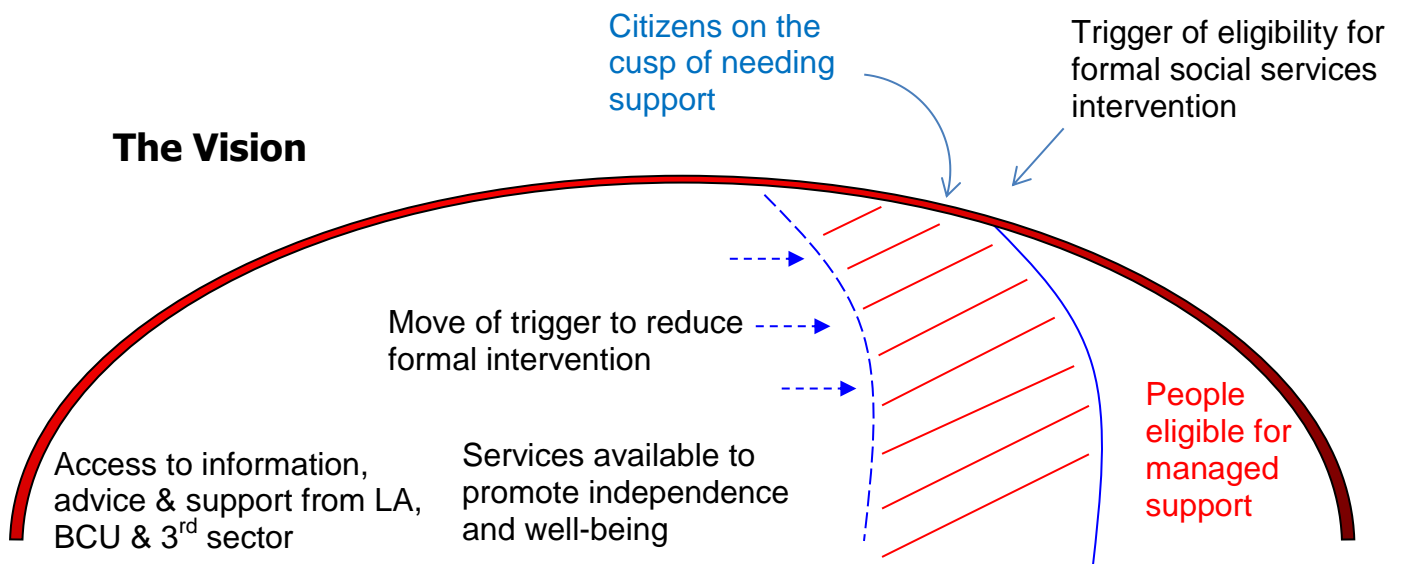 Citizens on the
cusp of needing
support
Trigger of eligibility for
formal social services
intervention
The Vision
Move of trigger to reduce
formal intervention
Access to information,
advice & support from LA,
BCU & 3rd sector
Services available to
promote independence
and well-being
People
eligible for
managed
support